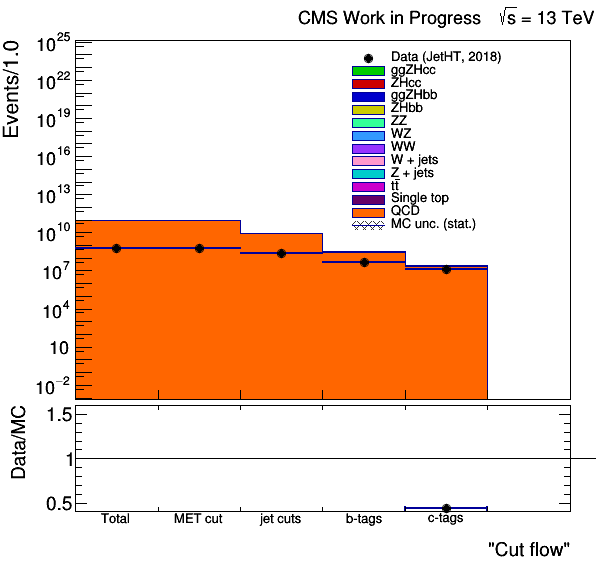 CMS Work in Progress √s = 13 TeV
Events/1.0
10^25
10^22
10^19
10^16
10^13
10^10
10^7
10^4
10
10^-2
Data (JetHT, 2018)
ggZHcc
ZHcc
ggZHbb
ZHbb
ZZ
WZ
WW
W + jets
Z + jets
tt̄
Single top
QCD
MC unc. (stat.)
Data/MC
1.5
1
0.5
Total MET cut jet cuts b-tags c-tags
"Cut flow"